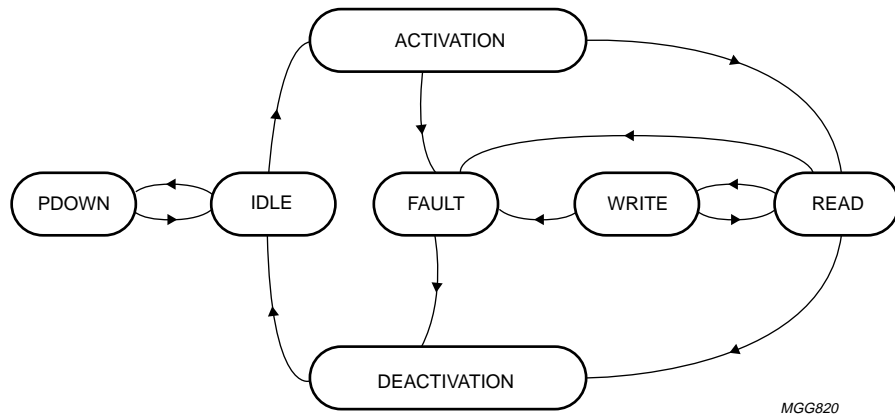 ACTIVATION
PDOWN
IDLE
FAULT
WRITE
READ
DEACTIVATION
MGG820